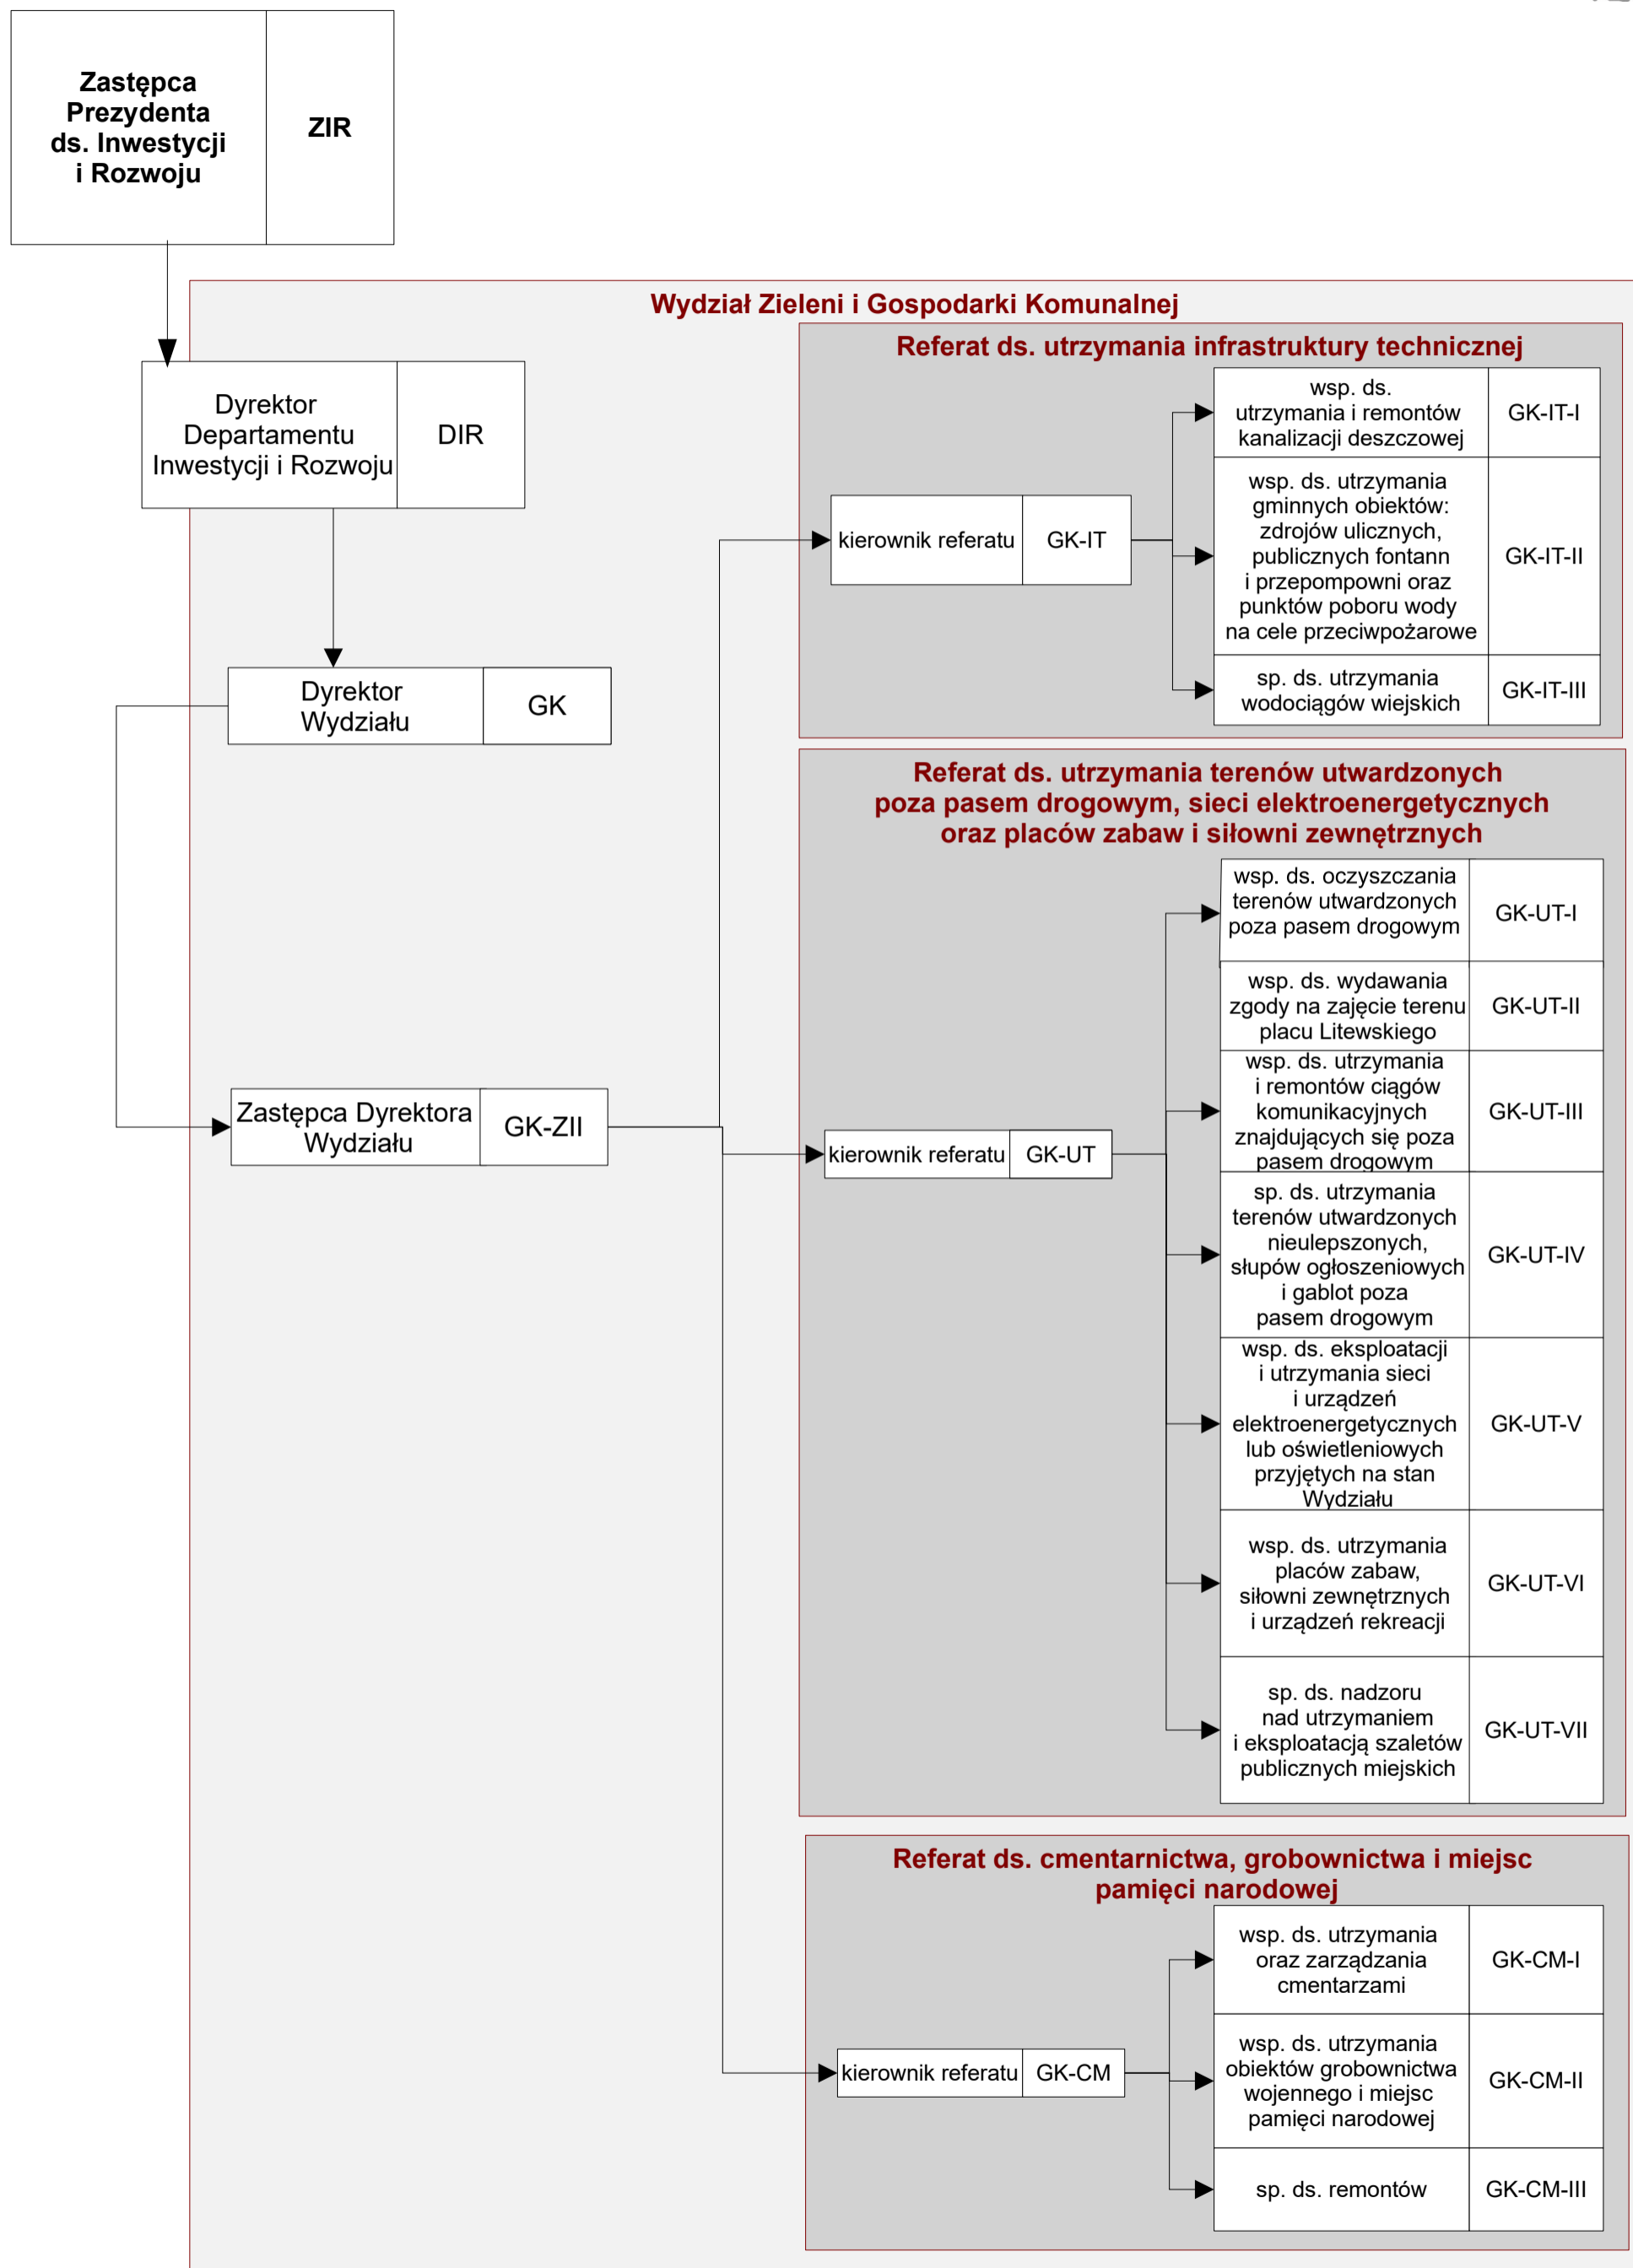 Zastępca
Prezydenta
ds. Inwestycji
i Rozwoju
ZIR
Wydział Zieleni i Gospodarki Komunalnej
Dyrektor
Departamentu
Inwestycji i Rozwoju
DIR
Dyrektor
Wydziału
GK
Zastępca Dyrektora
Wydziału
GK-ZII
Referat ds. utrzymania infrastruktury technicznej
kierownik referatu
GK-IT
wsp. ds.
utrzymania i remontów
kanalizacji deszczowej
GK-IT-I
wsp. ds. utrzymania
gminnych obiektów:
zdrojów ulicznych,
publicznych fontann
i przepompowni oraz
punktów poboru wody
na cele przeciwpożarowe
GK-IT-II
sp. ds. utrzymania
wodociągów wiejskich
GK-IT-III
Referat ds. utrzymania terenów utwardzonych
poza pasem drogowym, sieci elektroenergetycznych
oraz placów zabaw i siłowni zewnętrznych
kierownik referatu
GK-UT
wsp. ds. oczyszczania
terenów utwardzonych
poza pasem drogowym
GK-UT-I
wsp. ds. wydawania
zgody na zajęcie terenu
placu Litewskiego
GK-UT-II
wsp. ds. utrzymania
i remontów ciągów
komunikacyjnych
znajdujących się poza
pasem drogowym
GK-UT-III
sp. ds. utrzymania
terenów utwardzonych
nieulepszonych,
słupów ogłoszeniowych
i gablot poza
pasem drogowym
GK-UT-IV
wsp. ds. eksploatacji
i utrzymania sieci
i urządzeń
elektroenergetycznych
lub oświetleniowych
przyjętych na stan
Wydziału
GK-UT-V
wsp. ds. utrzymania
placów zabaw,
siłowni zewnętrznych
i urządzeń rekreacji
GK-UT-VI
sp. ds. nadzoru
nad utrzymaniem
i eksploatacją szaletów
publicznych miejskich
GK-UT-VII
Referat ds. cmentarnictwa, grobownictwa i miejsc
pamięci narodowej
kierownik referatu
GK-CM
wsp. ds. utrzymania
oraz zarządzania
cmentarzami
GK-CM-I
wsp. ds. utrzymania
obiektów grobownictwa
wojennego i miejsc
pamięci narodowej
GK-CM-II
sp. ds. remontów
GK-CM-III